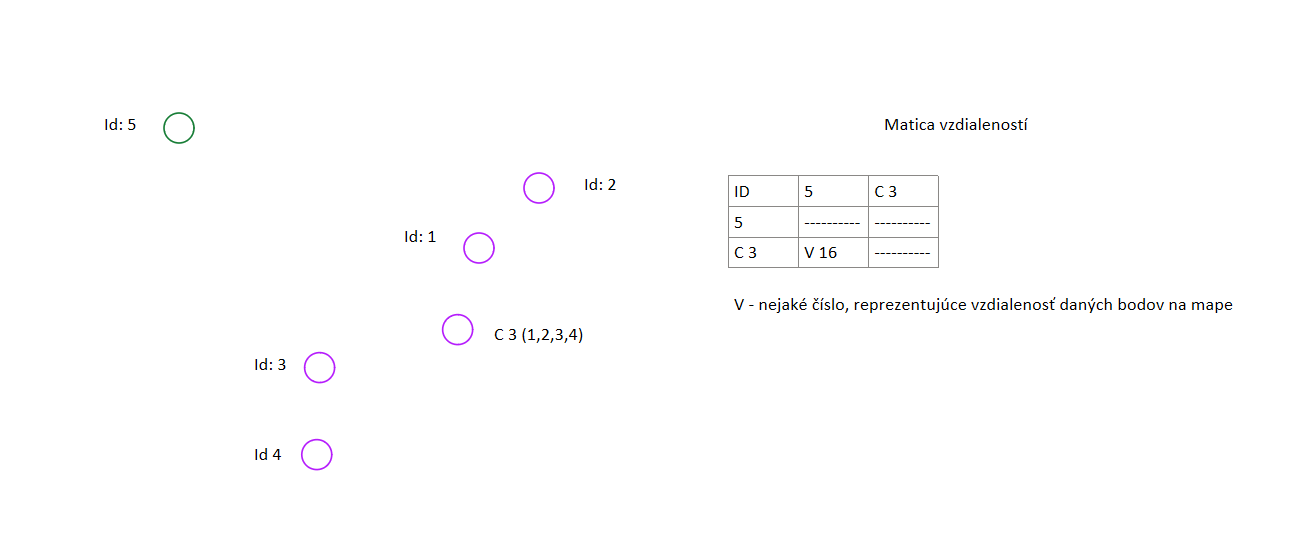 Id: 5
Id: 2
Id: 1
C 3 (1,2,3,4)
Id: 3
Id 4
Matica vzdialeností
ID 5 C 3
5 ---------- ----------
C 3 V 16 ----------
V - nejaké číslo, reprezentujúce vzdialenosť daných bodov na mape